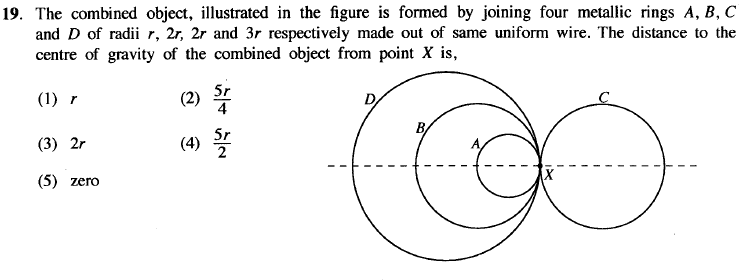 19. The combined object, illustrated in the figure is formed by joining four metallic rings A, B, C
and D of radii r, 2r, 2r and 3r respectively made out of same uniform wire. The distance to the
centre of gravity of the combined object from point X is,
(1) r (2) 5r/4
(3) 2r (4) 5r/2
(5) zero
D
B
A
C
X